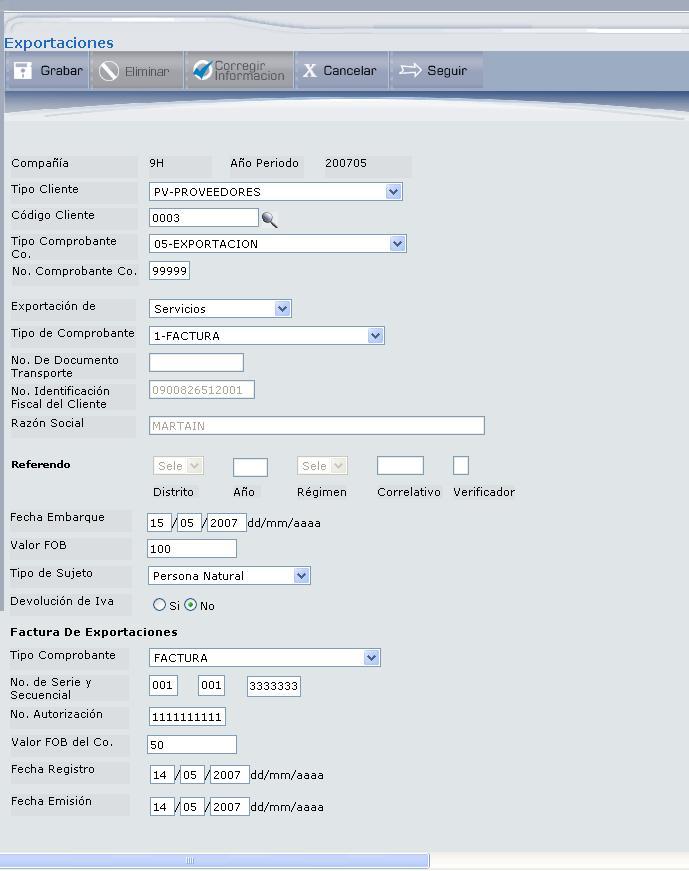 Exportaciones
Grabar Eliminar Corregir Informacion X Cancelar Seguir
Compañía 9H Año Periodo 200705
Tipo Cliente PV-PROVEEDORES
Código Cliente 0003
Tipo Comprobante Co. 05-EXPORTACION
No. Comprobante Co. 99999
Exportación de Servicios
Tipo de Comprobante 1-FACTURA
No. De Documento Transporte
No. Identificación Fiscal del Cliente 0900826512001
Razón Social MARTAIN
Referendo Sele Sele
Distrito Año Régimen Correlativo Verificador
Fecha Embarque 15 / 05 / 2007 dd/mm/aaaa
Valor FOB 100
Tipo de Sujeto Persona Natural
Devolución de Iva Si No
Factura De Exportaciones
Tipo Comprobante FACTURA
No. de Serie y Secuencial 001 001 3333333
No. Autorización 1111111111
Valor FOB del Co. 50
Fecha Registro 14 / 05 / 2007 dd/mm/aaaa
Fecha Emisión 14 / 05 / 2007 dd/mm/aaaa